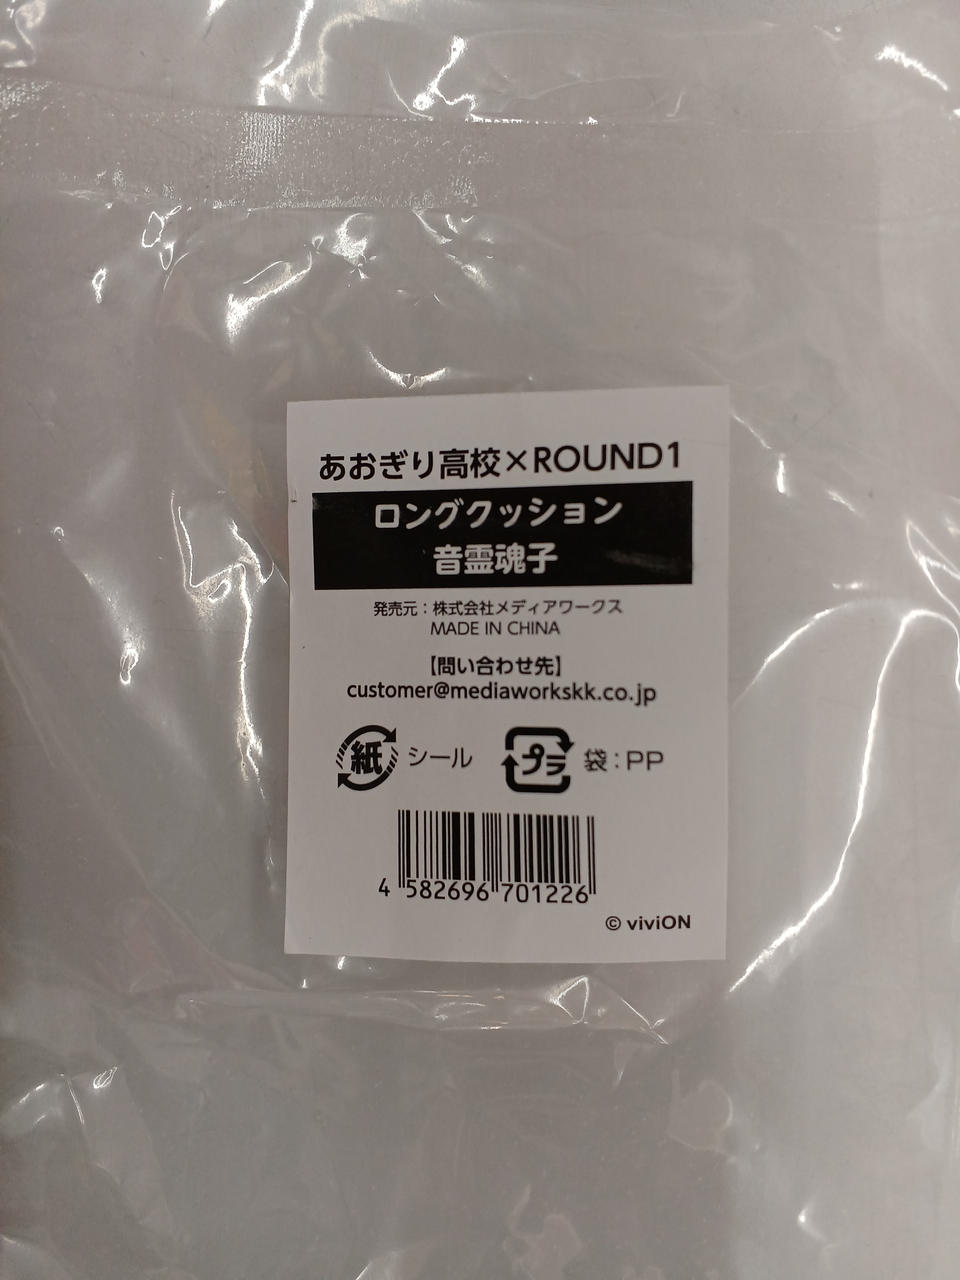 あおぎり高校×ROUND1
ロングクッション
音霊魂子
発売元：株式会社メディアワークス
MADE IN CHINA
【問い合わせ先】
customer@mediaworkskk.co.jp
紙 シール プラ 袋：PP
4 582696 701226
© viviON